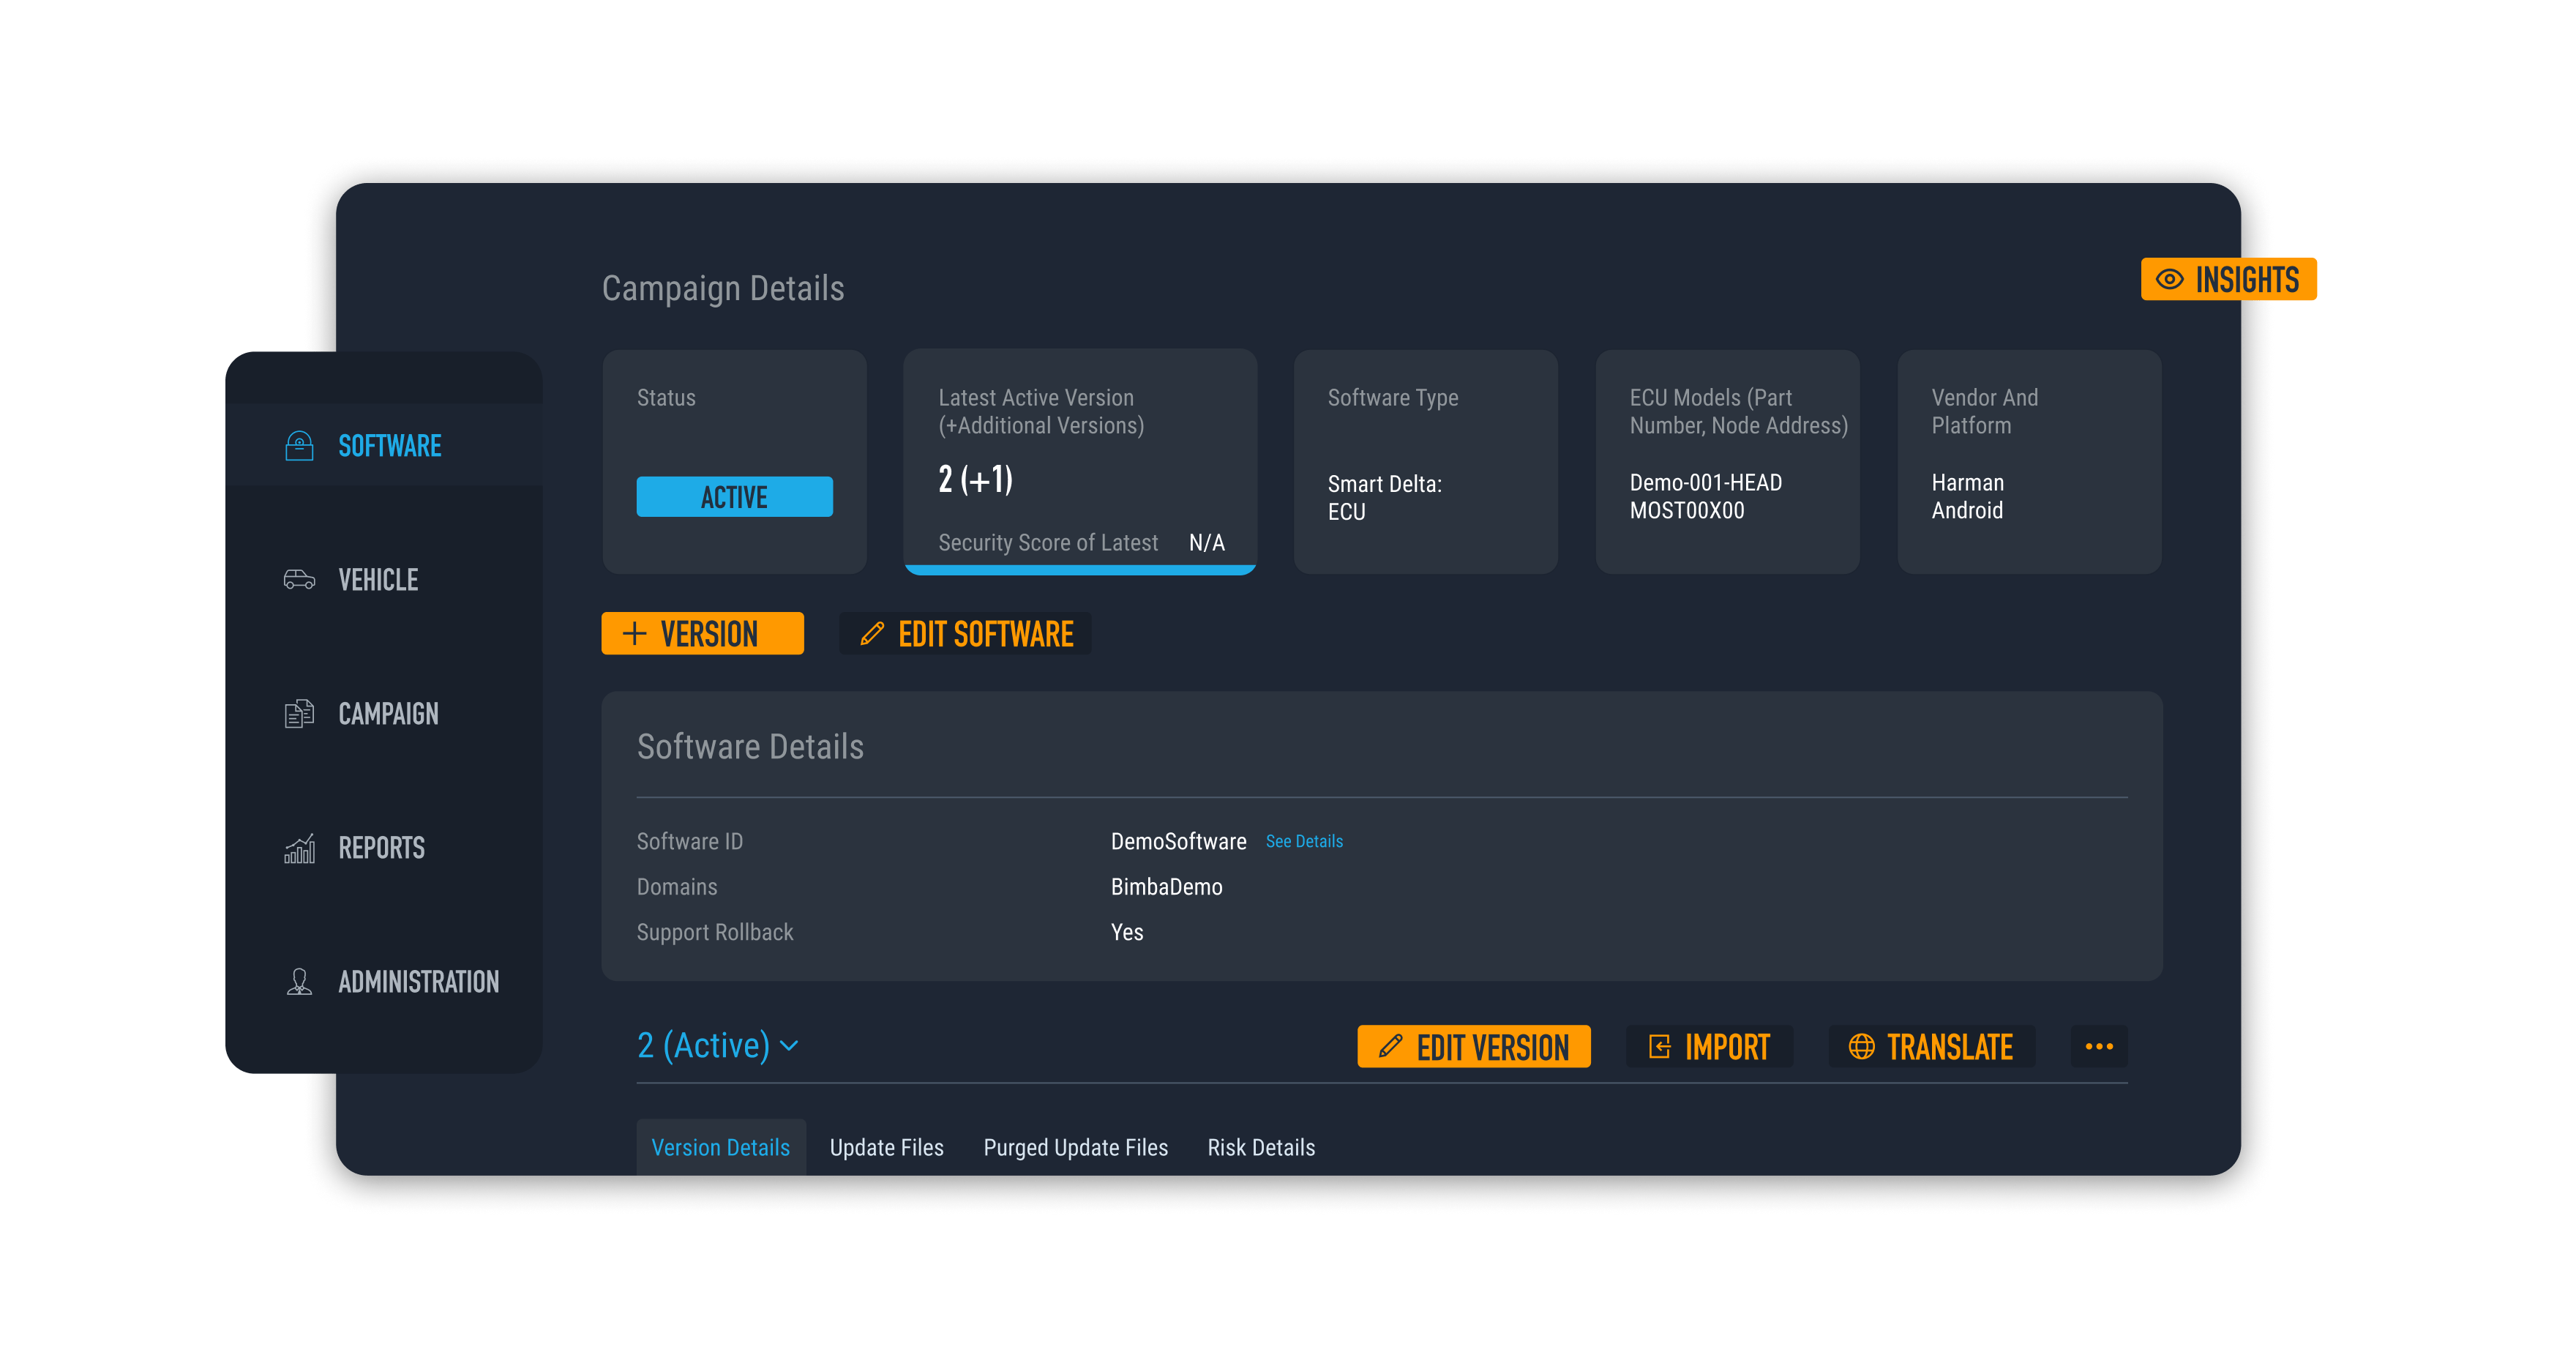 Campaign Details
INSIGHTS
SOFTWARE
VEHICLE
CAMPAIGN
REPORTS
ADMINISTRATION
Status
ACTIVE
Latest Active Version
(+Additional Versions)
2 (+1)
Security Score of Latest N/A
Software Type
Smart Delta:
ECU
ECU Models (Part
Number, Node Address)
Demo-001-HEAD
MOST00X00
Vendor And
Platform
Harman
Android
+ VERSION
EDIT SOFTWARE
Software Details
Software ID DemoSoftware See Details
Domains BimbaDemo
Support Rollback Yes
2 (Active)
EDIT VERSION
IMPORT
TRANSLATE
...
Version Details Update Files Purged Update Files Risk Details